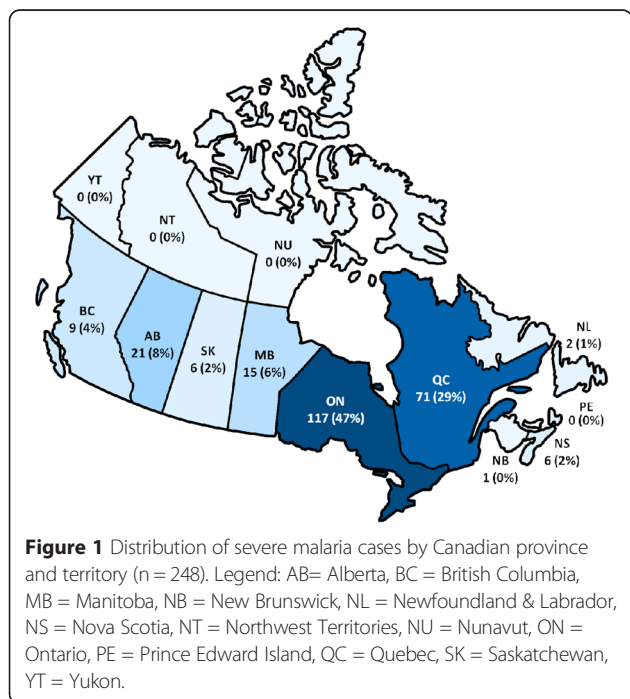 YT
0 (0%)
NT
0 (0%)
NU
0 (0%)
BC
9 (4%)
AB
21 (8%)
SK
6 (2%)
MB
15 (6%)
ON
117 (47%)
QC
71 (29%)
NL
2 (1%)
PE
0 (0%)
NS
6 (2%)
NB
1 (0%)
Figure 1 Distribution of severe malaria cases by Canadian province
and territory (n = 248). Legend: AB= Alberta, BC = British Columbia,
MB = Manitoba, NB = New Brunswick, NL = Newfoundland & Labrador,
NS = Nova Scotia, NT = Northwest Territories, NU = Nunavut, ON =
Ontario, PE = Prince Edward Island, QC = Quebec, SK = Saskatchewan,
YT = Yukon.